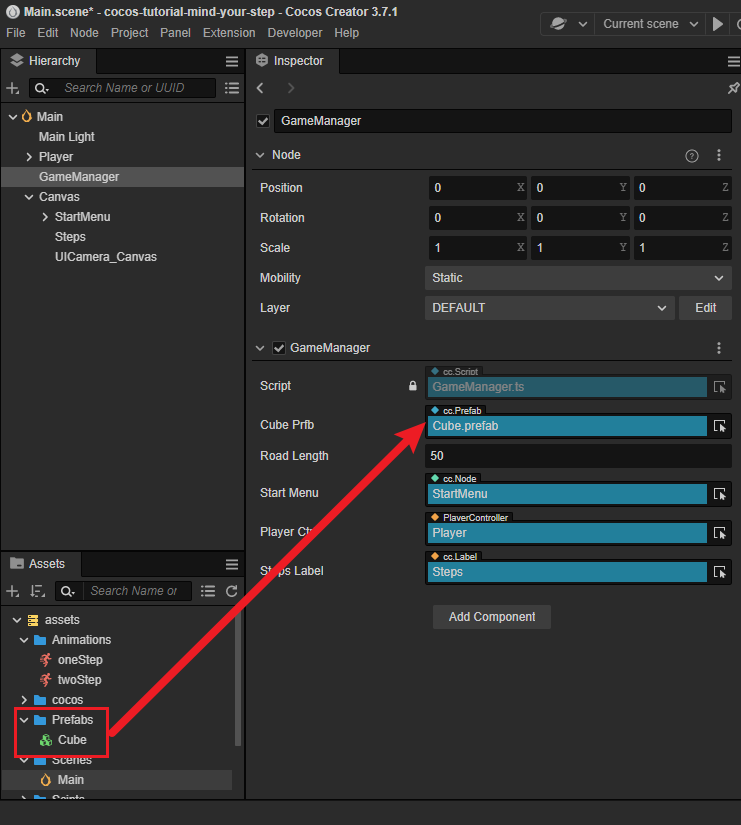 Main.scene* - cocos-tutorial-mind-your-step - Cocos Creator 3.7.1
File Edit Node Project Panel Extension Developer Help
Current scene
Hierarchy
Search Name or UUID
Main
Main Light
Player
GameManager
Canvas
StartMenu
Steps
UICamera_Canvas
Inspector
GameManager
Node
Position 0 X 0 Y 0 Z
Rotation 0 X 0 Y 0 Z
Scale 1 X 1 Y 1 Z
Mobility Static
Layer DEFAULT Edit
GameManager
cc.Script
Script GameManager.ts
cc.Prefab
Cube Prfb Cube.prefab
Road Length 50
cc.Node
Start Menu StartMenu
PlayerController
Player Ctrl Player
cc.Label
Steps Label Steps
Add Component
Assets
Search Name or
assets
Animations
oneStep
twoStep
cocos
Prefabs
Cube
Scenes
Main